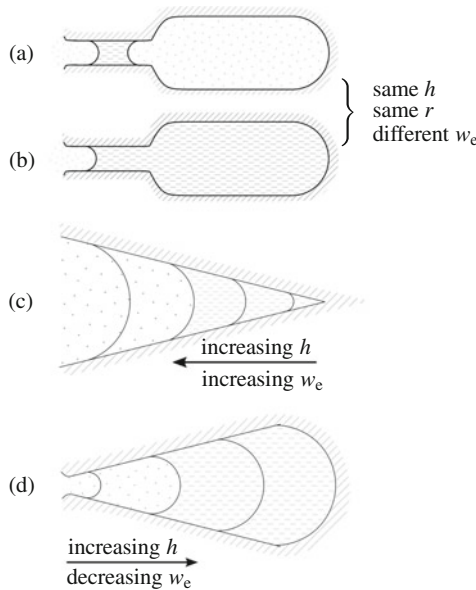 (a)
same h
same r
different wₑ
(b)
(c)
increasing h
increasing wₑ
(d)
increasing h
decreasing wₑ